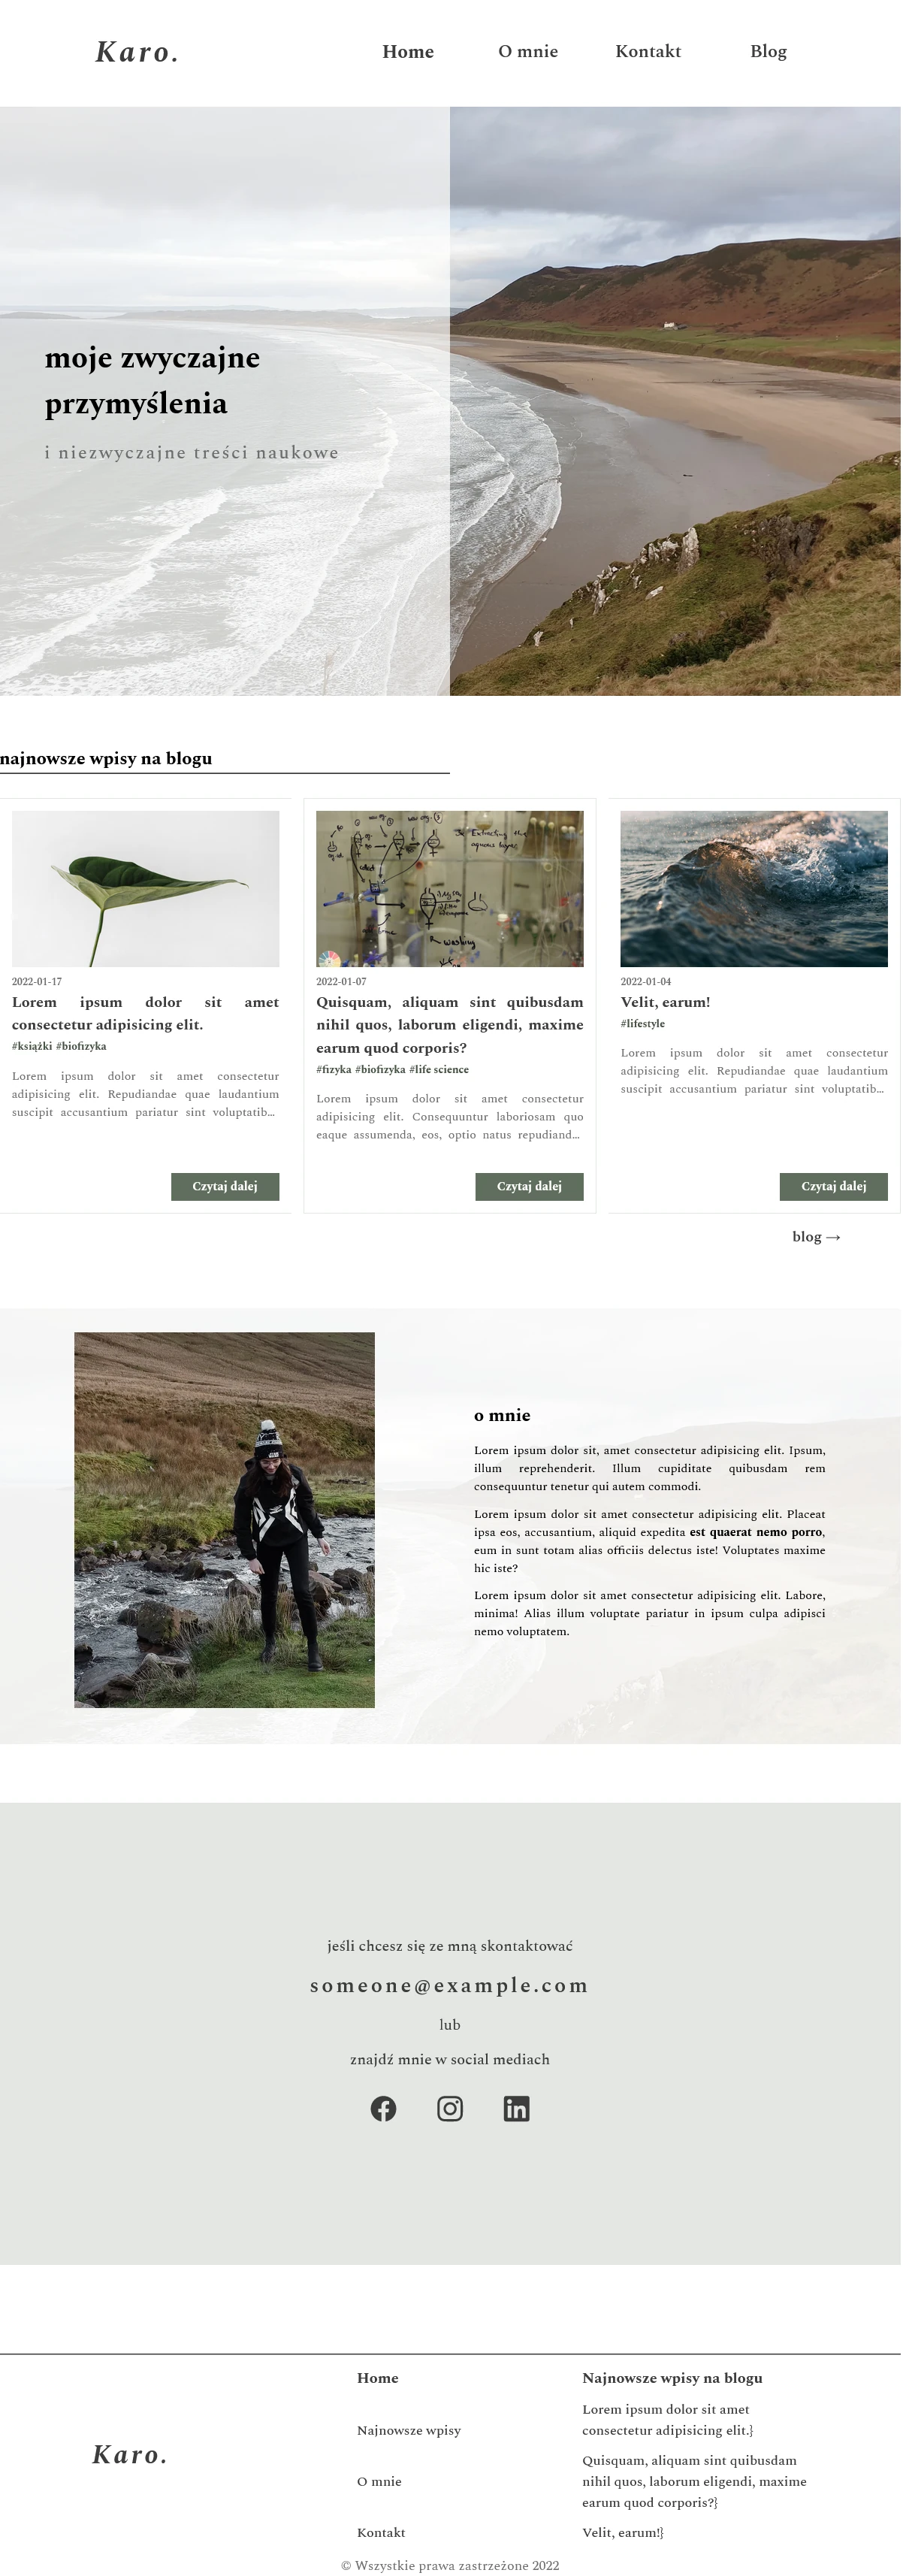 Karo.
Home
O mnie
Kontakt
Blog
moje zwyczajne
przymyślenia
i niezwyczajne treści naukowe
najnowsze wpisy na blogu
2022-01-17
Lorem ipsum dolor sit amet
consectetur adipisicing elit.
#książki #biofizyka
Lorem ipsum dolor sit amet consectetur
adipisicing elit. Repudiandae quae laudantium
suscipit accusantium pariatur sint voluptatib...
Czytaj dalej
Extracting the
aqueous layer
washing
2022-01-07
Quisquam, aliquam sint quibusdam
nihil quos, laborum eligendi, maxime
earum quod corporis?
#fizyka #biofizyka #life science
Lorem ipsum dolor sit amet consectetur
adipisicing elit. Consequuntur laboriosam quo
eaque assumenda, eos, optio natus repudiand...
Czytaj dalej
2022-01-04
Velit, earum!
#lifestyle
Lorem ipsum dolor sit amet consectetur
adipisicing elit. Repudiandae quae laudantium
suscipit accusantium pariatur sint voluptatib...
Czytaj dalej
blog →
o mnie
Lorem ipsum dolor sit, amet consectetur adipisicing elit. Ipsum,
illum reprehenderit. Illum cupiditate quibusdam rem
consequuntur tenetur qui autem commodi.
Lorem ipsum dolor sit amet consectetur adipisicing elit. Placeat
ipsa eos, accusantium, aliquid expedita est quaerat nemo porro,
eum in sunt totam alias officiis delectus iste! Voluptates maxime
hic iste?
Lorem ipsum dolor sit amet consectetur adipisicing elit. Labore,
minima! Alias illum voluptate pariatur in ipsum culpa adipisci
nemo voluptatem.
jeśli chcesz się ze mną skontaktować
someone@example.com
lub
znajdź mnie w social mediach
Karo.
Home
Najnowsze wpisy
O mnie
Kontakt
Najnowsze wpisy na blogu
Lorem ipsum dolor sit amet
consectetur adipisicing elit.}
Quisquam, aliquam sint quibusdam
nihil quos, laborum eligendi, maxime
earum quod corporis?}
Velit, earum!}
© Wszystkie prawa zastrzeżone 2022